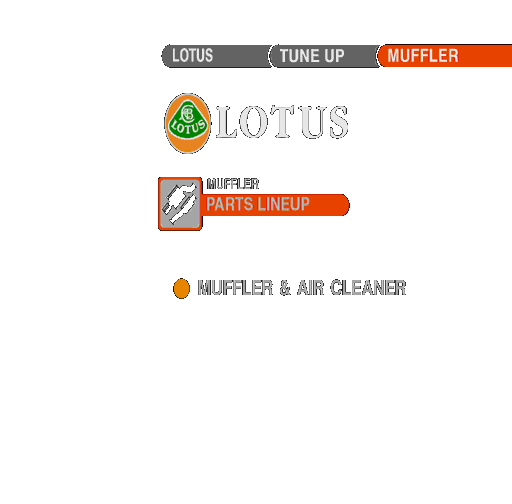 LOTUS TUNE UP MUFFLER
LOTUS LOTUS
MUFFLER
PARTS LINEUP
MUFFLER & AIR CLEANER